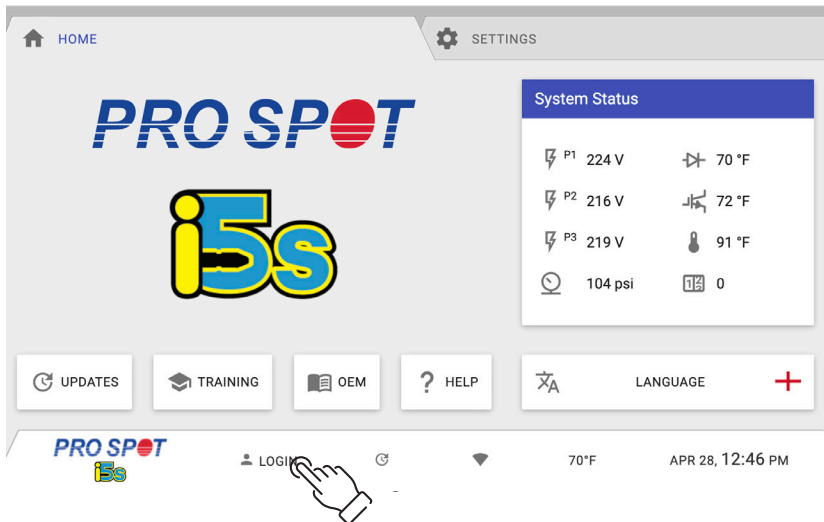 HOME
SETTINGS
PRO SPOT
i5s
System Status
P1 224 V
70 °F
P2 216 V
72 °F
P3 219 V
91 °F
104 psi
0
UPDATES
TRAINING
OEM
? HELP
LANGUAGE
PRO SPOT
i5s
LOGIN
70°F
APR 28, 12:46 PM